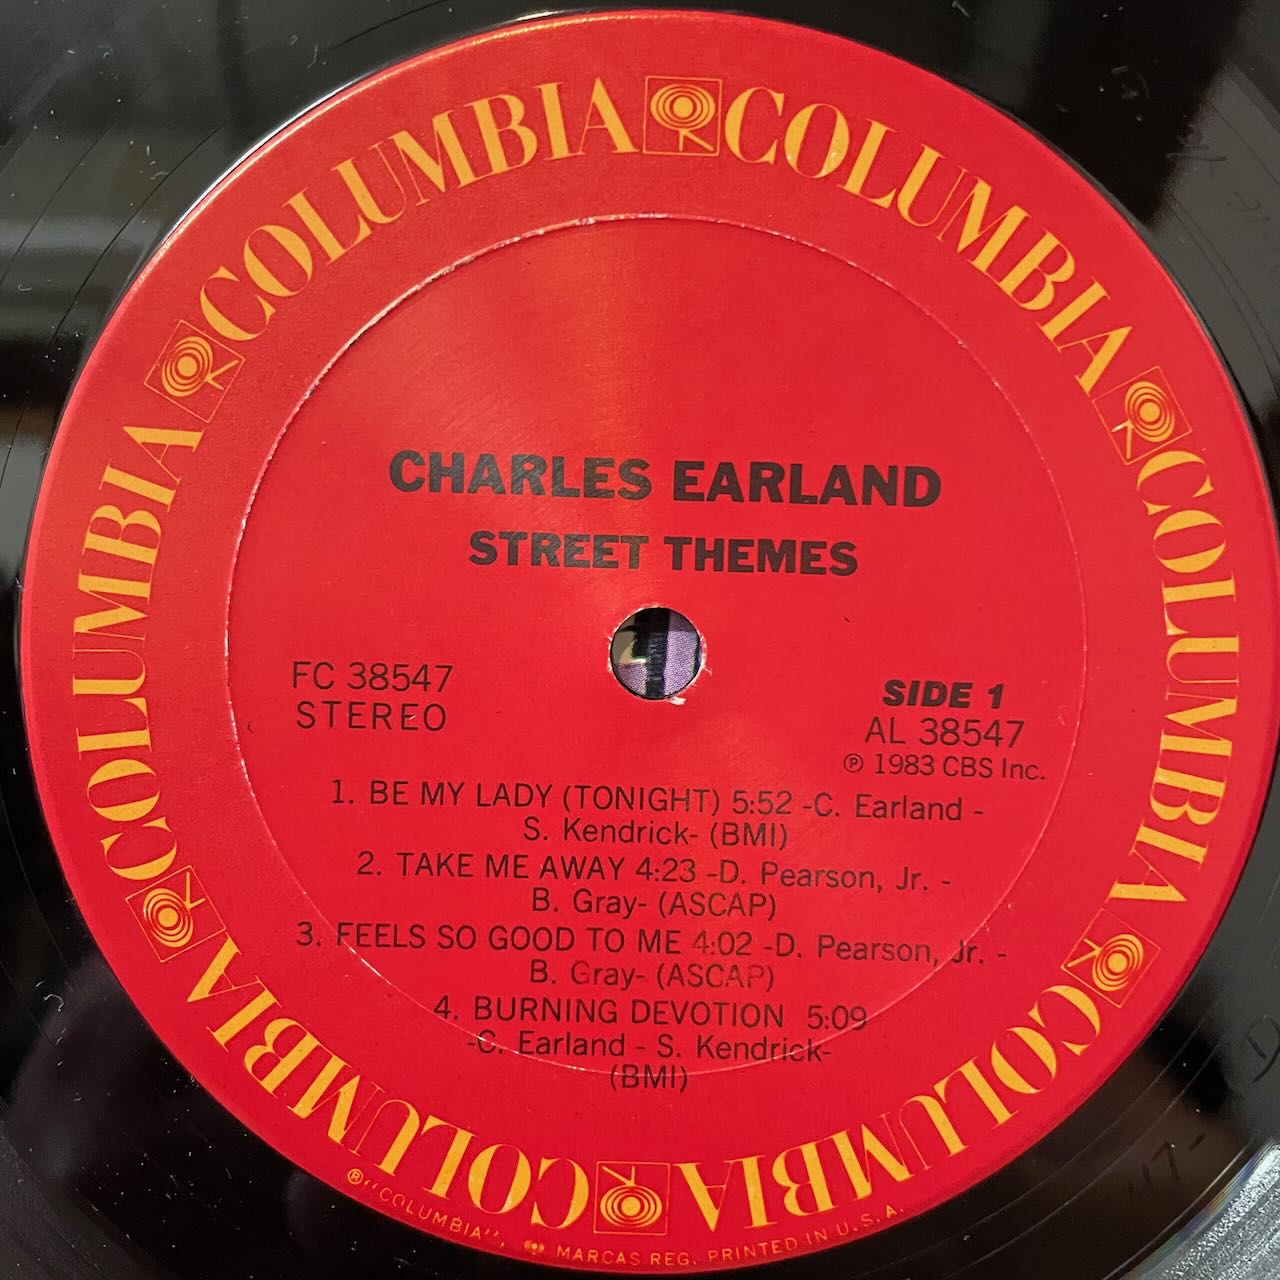 COLUMBIA COLUMBIA COLUMBIA COLUMBIA COLUMBIA COLUMBIA
CHARLES EARLAND
STREET THEMES
FC 38547
STEREO
SIDE 1
AL 38547
℗ 1983 CBS Inc.
1. BE MY LADY (TONIGHT) 5:52 -C. Earland -
S. Kendrick- (BMI)
2. TAKE ME AWAY 4:23 -D. Pearson, Jr. -
B. Gray- (ASCAP)
3. FEELS SO GOOD TO ME 4:02 -D. Pearson, Jr. -
B. Gray- (ASCAP)
4. BURNING DEVOTION 5:09
-C. Earland - S. Kendrick-
(BMI)
® "COLUMBIA", MARCAS REG. PRINTED IN U.S.A.